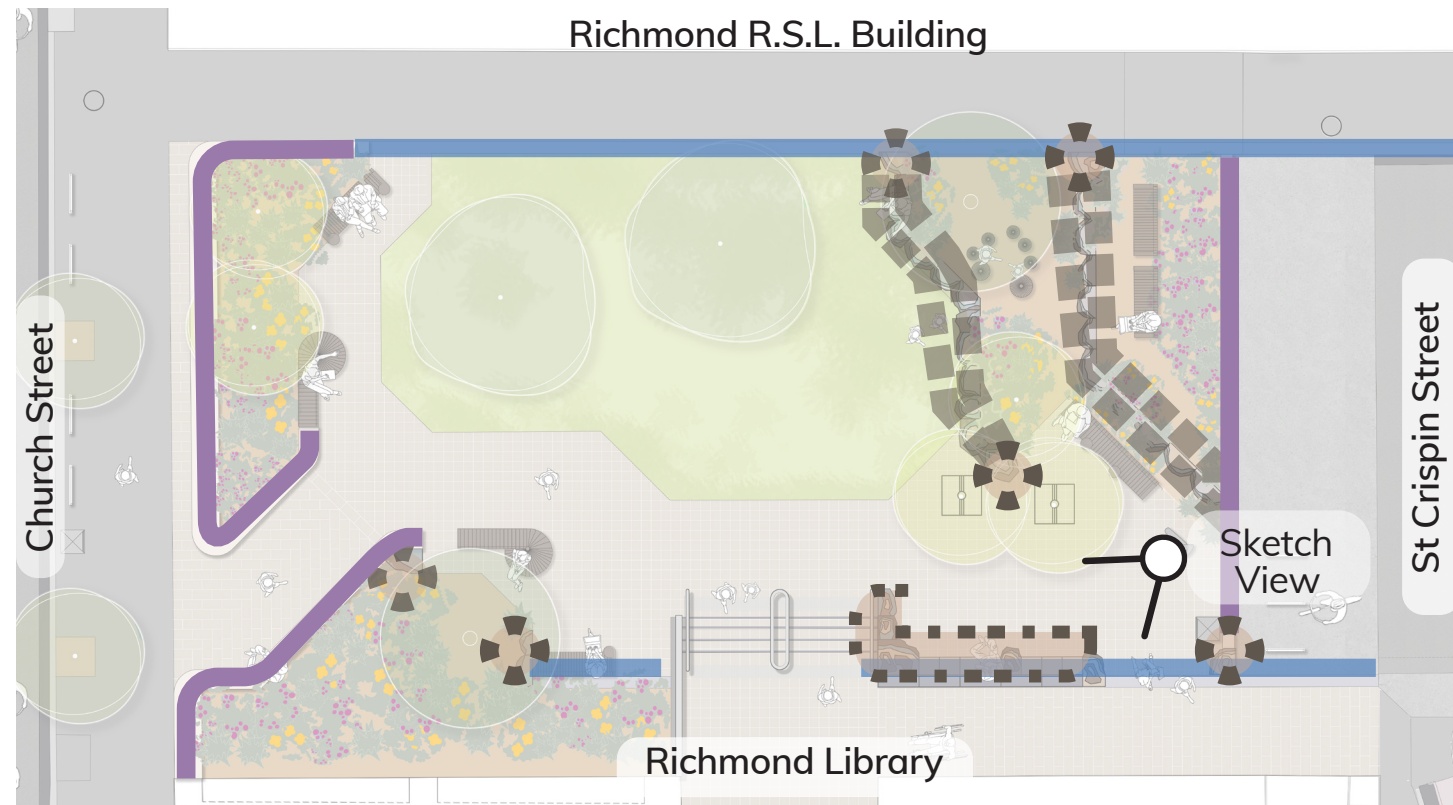 Richmond R.S.L. Building
Church Street
St Crispin Street
Sketch
View
Richmond Library